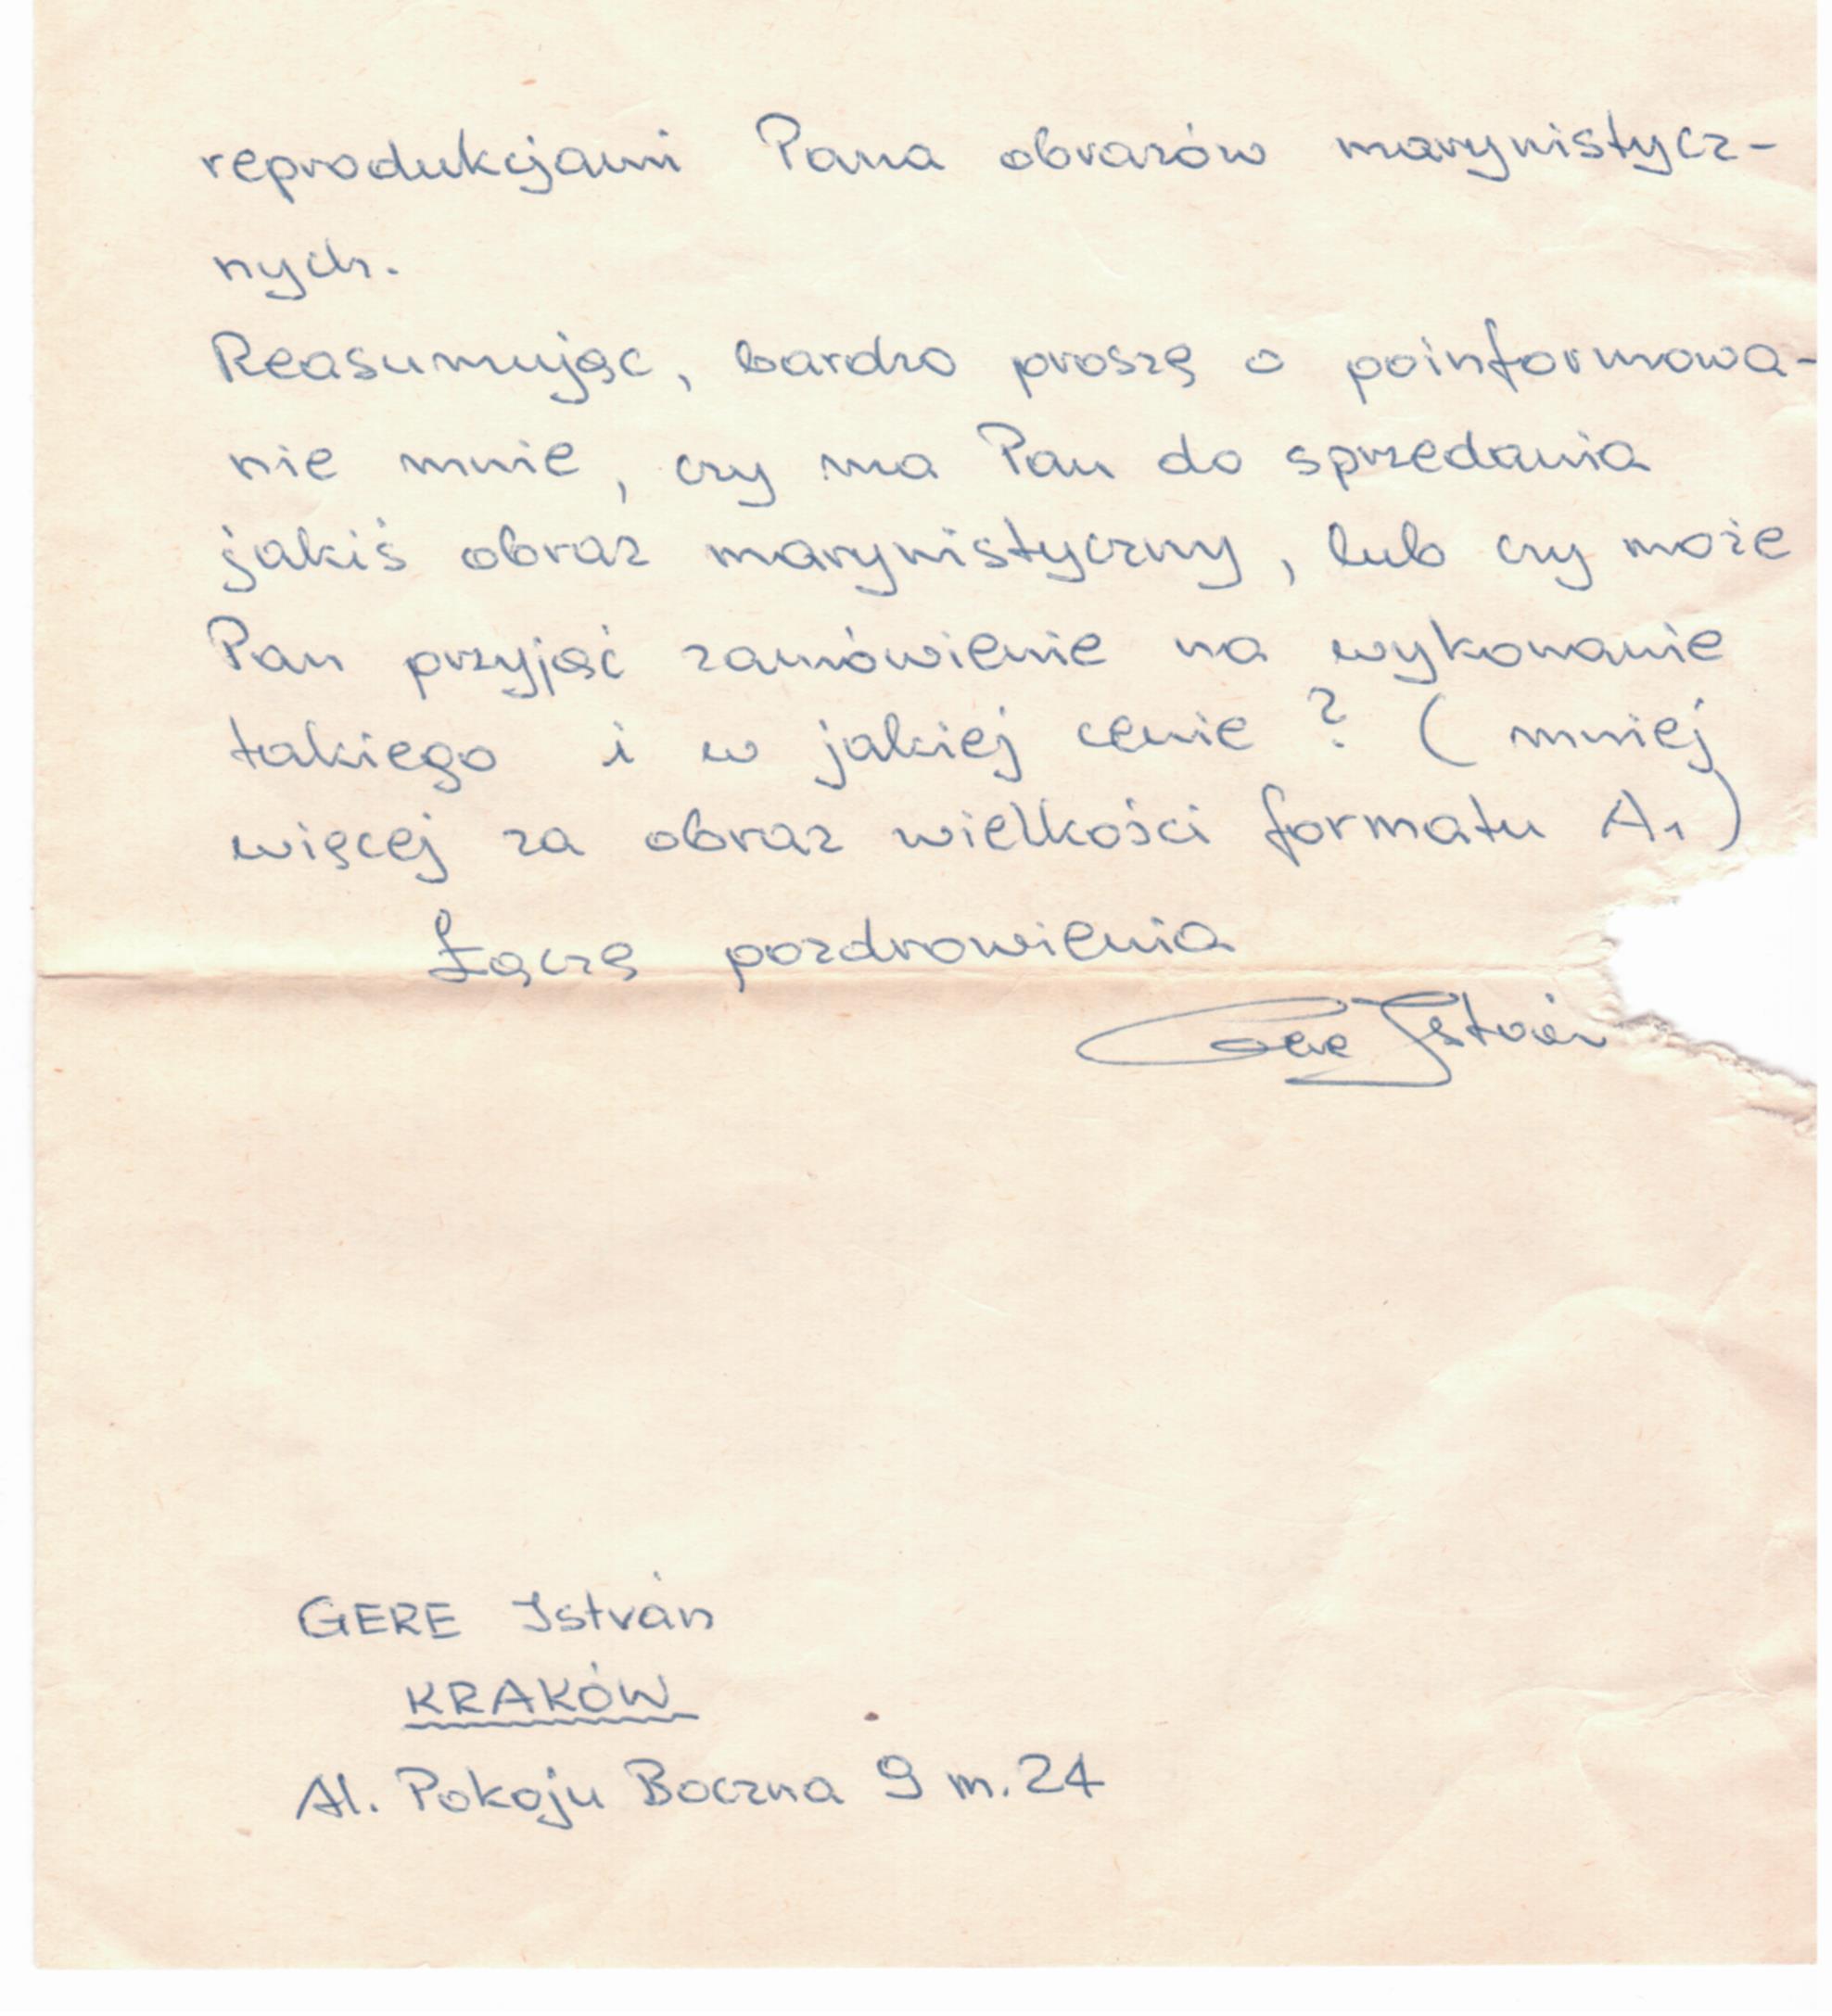 reprodukcjami Pana obrazów marynistycz-
nych.
Reasumując, bardzo proszę o poinformowa-
nie mnie, czy ma Pan do sprzedania
jakiś obraz marynistyczny, lub czy może
Pan przyjąć zamówienie na wykonanie
takiego i w jakiej cenie? (mniej
więcej za obraz wielkości formatu A1)
Łączę pozdrowienia
Gere István
GERE István
KRAKÓW
Al. Pokoju Boczna 9 m. 24